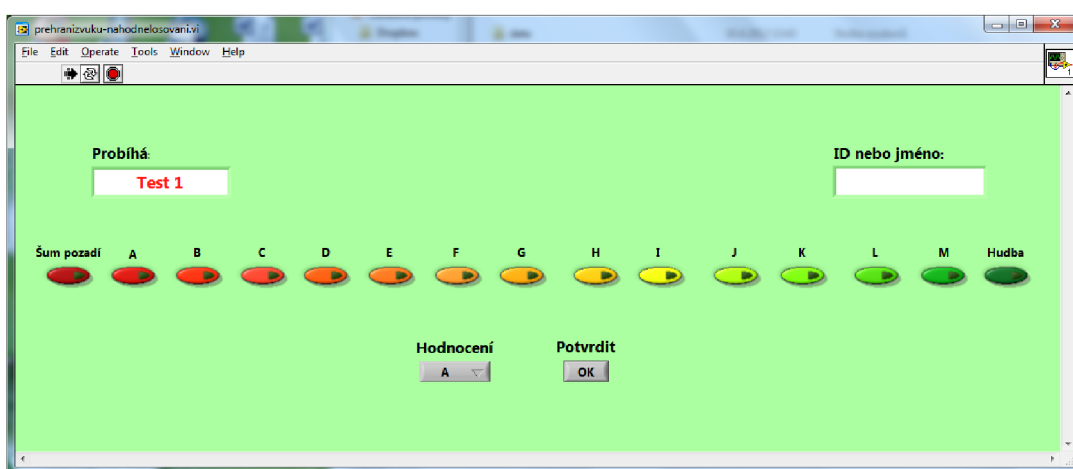 prehranizvuku-nahodnelosovani.vi
File Edit Operate Tools Window Help
Probíhá:
ID nebo jméno:
Test 1
Šum pozadí A B C D E F G H I J K L M Hudba
Hodnocení Potvrdit
A OK